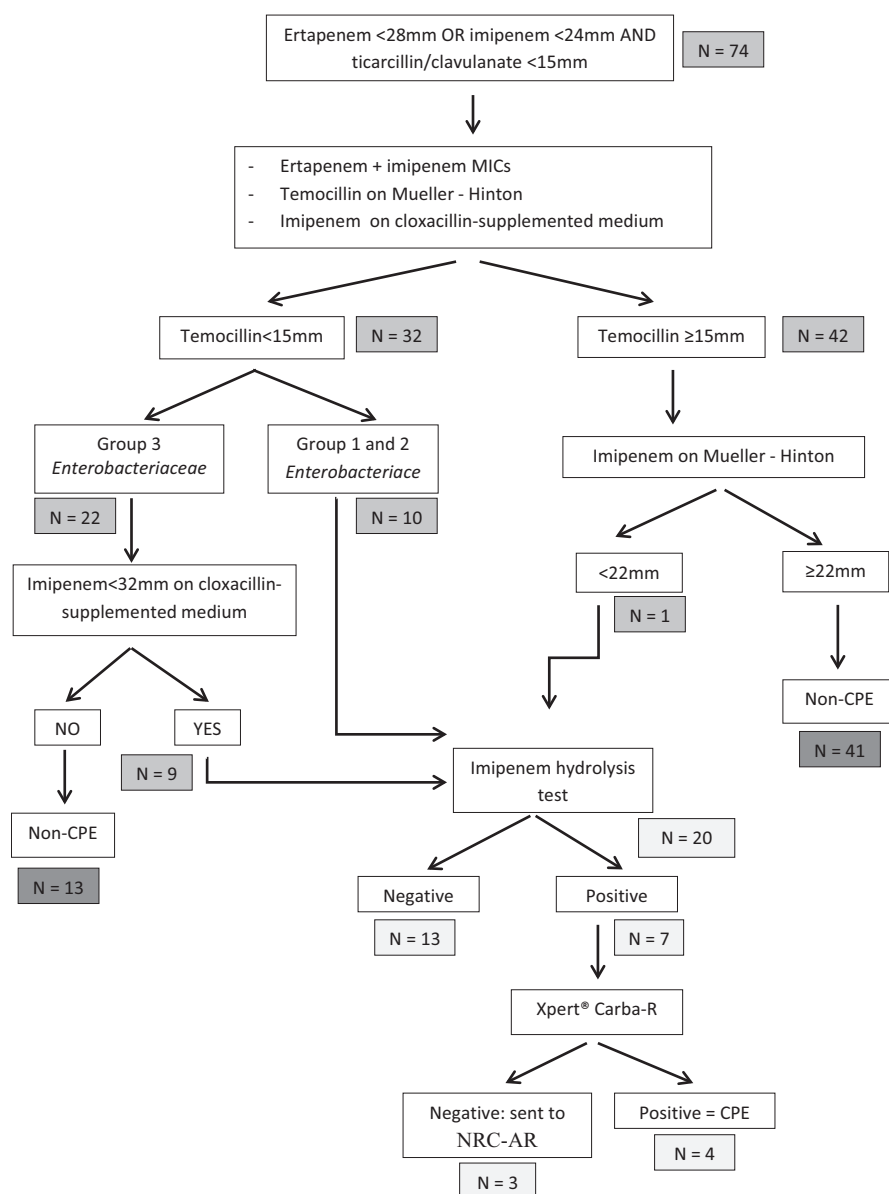 Ertapenem <28mm OR imipenem <24mm AND
ticarcillin/clavulanate <15mm
N = 74
- Ertapenem + imipenem MICs
- Temocillin on Mueller - Hinton
- Imipenem on cloxacillin-supplemented medium
Temocillin<15mm
N = 32
Temocillin ≥15mm
N = 42
Group 3
Enterobacteriaceae
N = 22
Group 1 and 2
Enterobacteriace
N = 10
Imipenem on Mueller - Hinton
<22mm
N = 1
≥22mm
Imipenem<32mm on cloxacillin-
supplemented medium
Non-CPE
N = 41
NO
YES
N = 9
Imipenem hydrolysis
test
N = 20
Non-CPE
N = 13
Negative
N = 13
Positive
N = 7
Xpert® Carba-R
Negative: sent to
NRC-AR
N = 3
Positive = CPE
N = 4